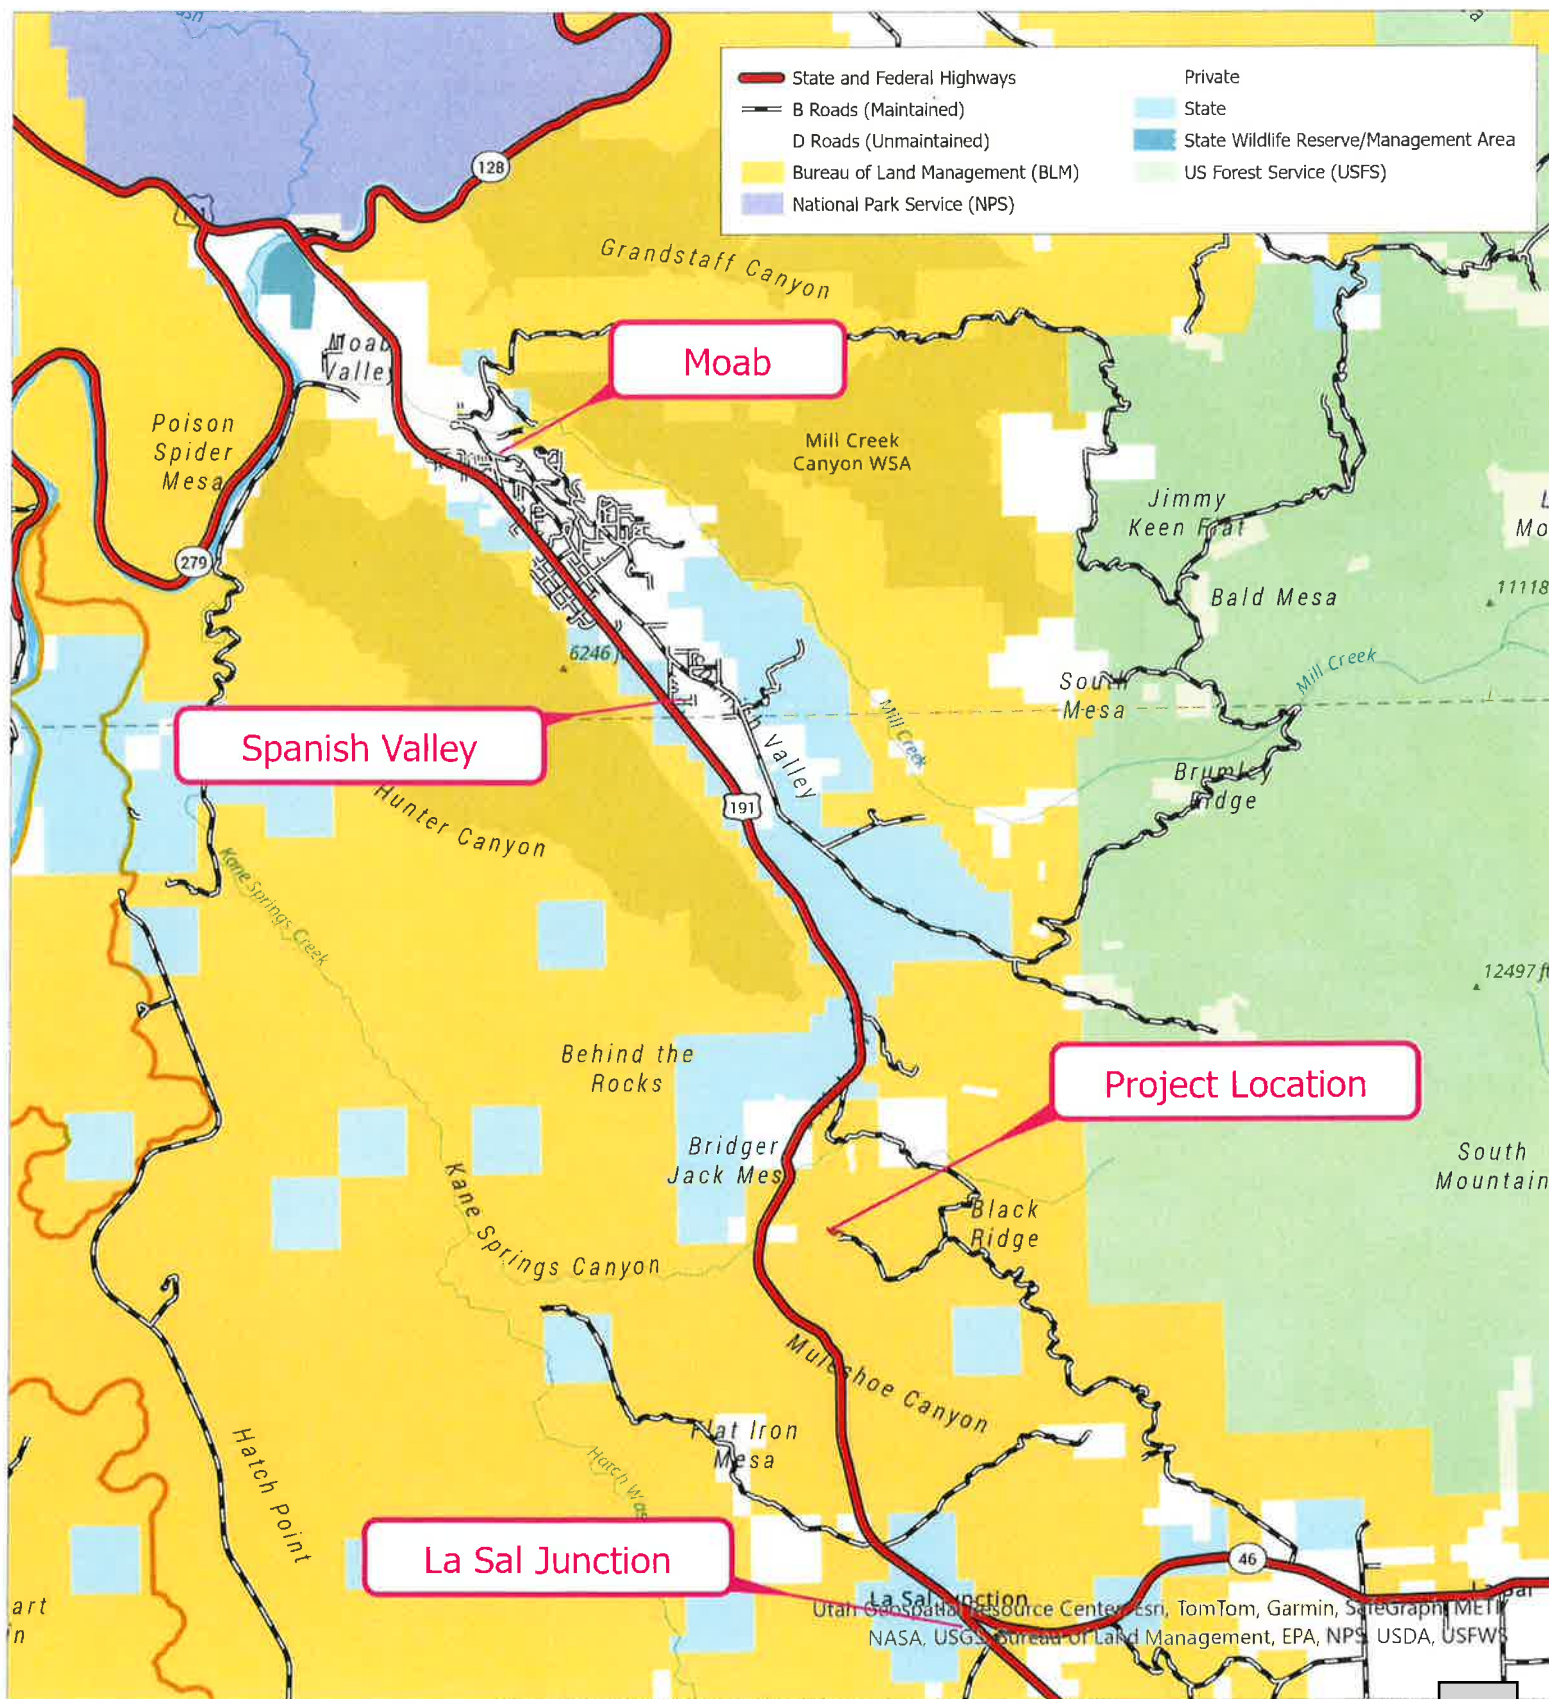 State and Federal Highways
B Roads (Maintained)
D Roads (Unmaintained)
Bureau of Land Management (BLM)
National Park Service (NPS)
Private
State
State Wildlife Reserve/Management Area
US Forest Service (USFS)
128
Grandstaff Canyon
Moab
Valley
Moab
Poison
Spider
Mesa
Mill Creek
Canyon WSA
Jimmy
Keen Flat
279
Bald Mesa
11118
6246 f
Mill Creek
South
Mesa
Spanish Valley
Mill Creek
Valley
Brumley
Ridge
191
Hunter Canyon
Kane Springs Creek
12497 ft
Behind the
Rocks
Project Location
Bridger
Jack Mes
South
Mountain
Kane Springs Canyon
Black
Ridge
Muleshoe Canyon
Flat Iron
Mesa
Hatch Point
Hatch Was
La Sal Junction
46
La Sal Junction
La Sal
art
n
Utah Geospatial Resource Center, Esri, TomTom, Garmin, SafeGraph, METI/
NASA, USGS, Bureau of Land Management, EPA, NPS, USDA, USFWS